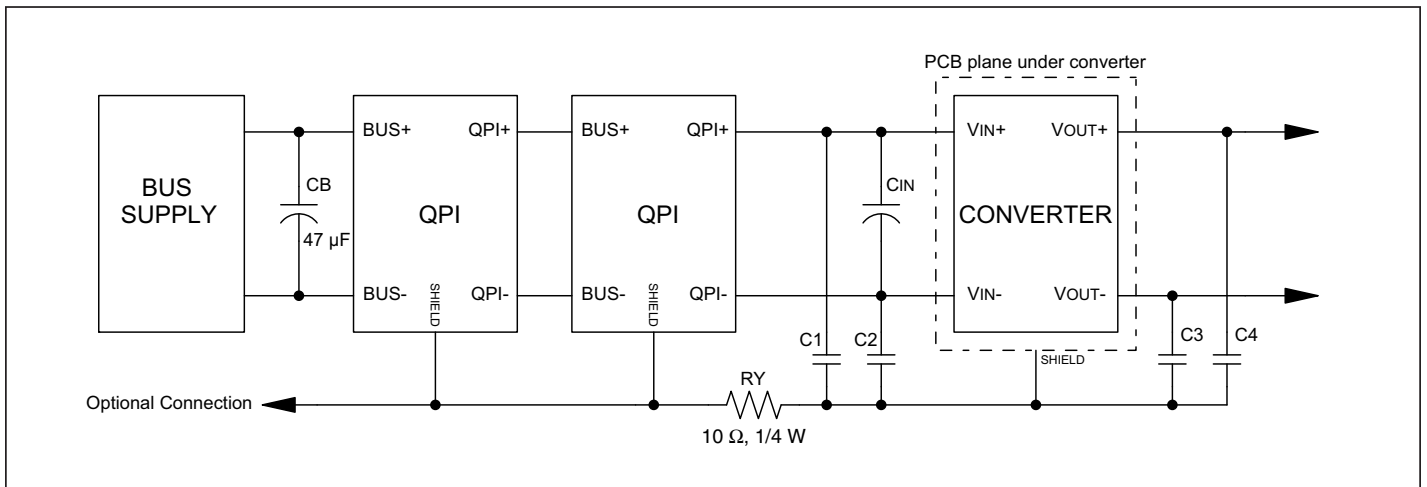 PCB plane under converter
BUS+
QPI+
BUS+
QPI+
VIN+
VOUT+
BUS
SUPPLY
CB
47 µF
QPI
QPI
CIN
CONVERTER
BUS-
SHIELD
QPI-
BUS-
SHIELD
QPI-
VIN-
VOUT-
C1
C2
SHIELD
C3
C4
Optional Connection
RY
10 Ω, 1/4 W